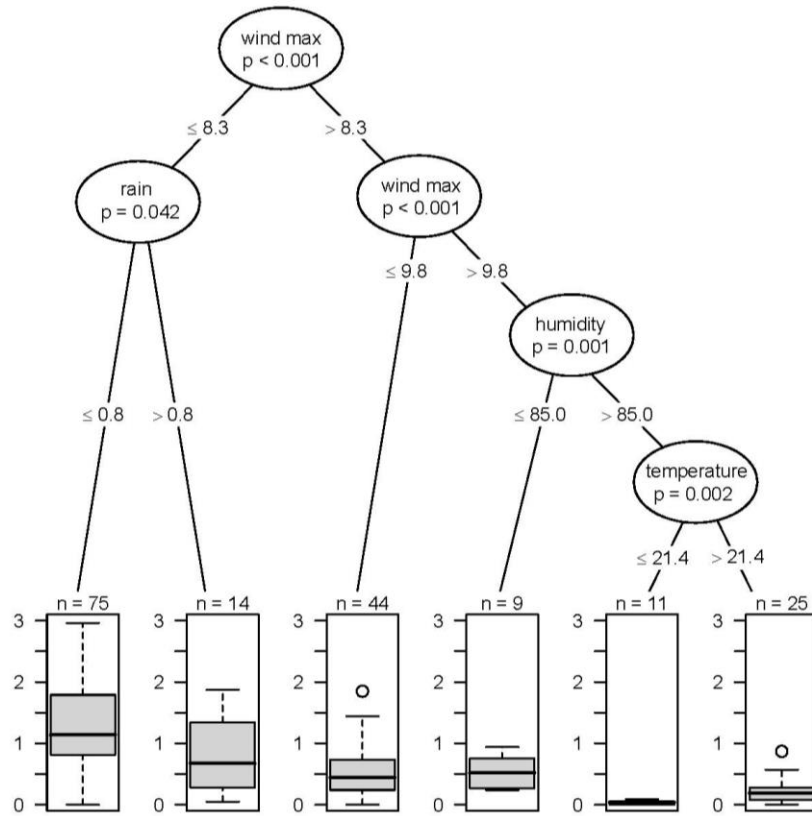 wind max
p < 0.001
≤ 8.3
> 8.3
rain
p = 0.042
wind max
p < 0.001
≤ 9.8
> 9.8
humidity
p = 0.001
≤ 0.8
> 0.8
≤ 85.0
> 85.0
temperature
p = 0.002
≤ 21.4
> 21.4
n = 75
3
2
1
0
n = 14
3
2
1
0
n = 44
3
2
1
0
n = 9
3
2
1
0
n = 11
3
2
1
0
n = 25
3
2
1
0